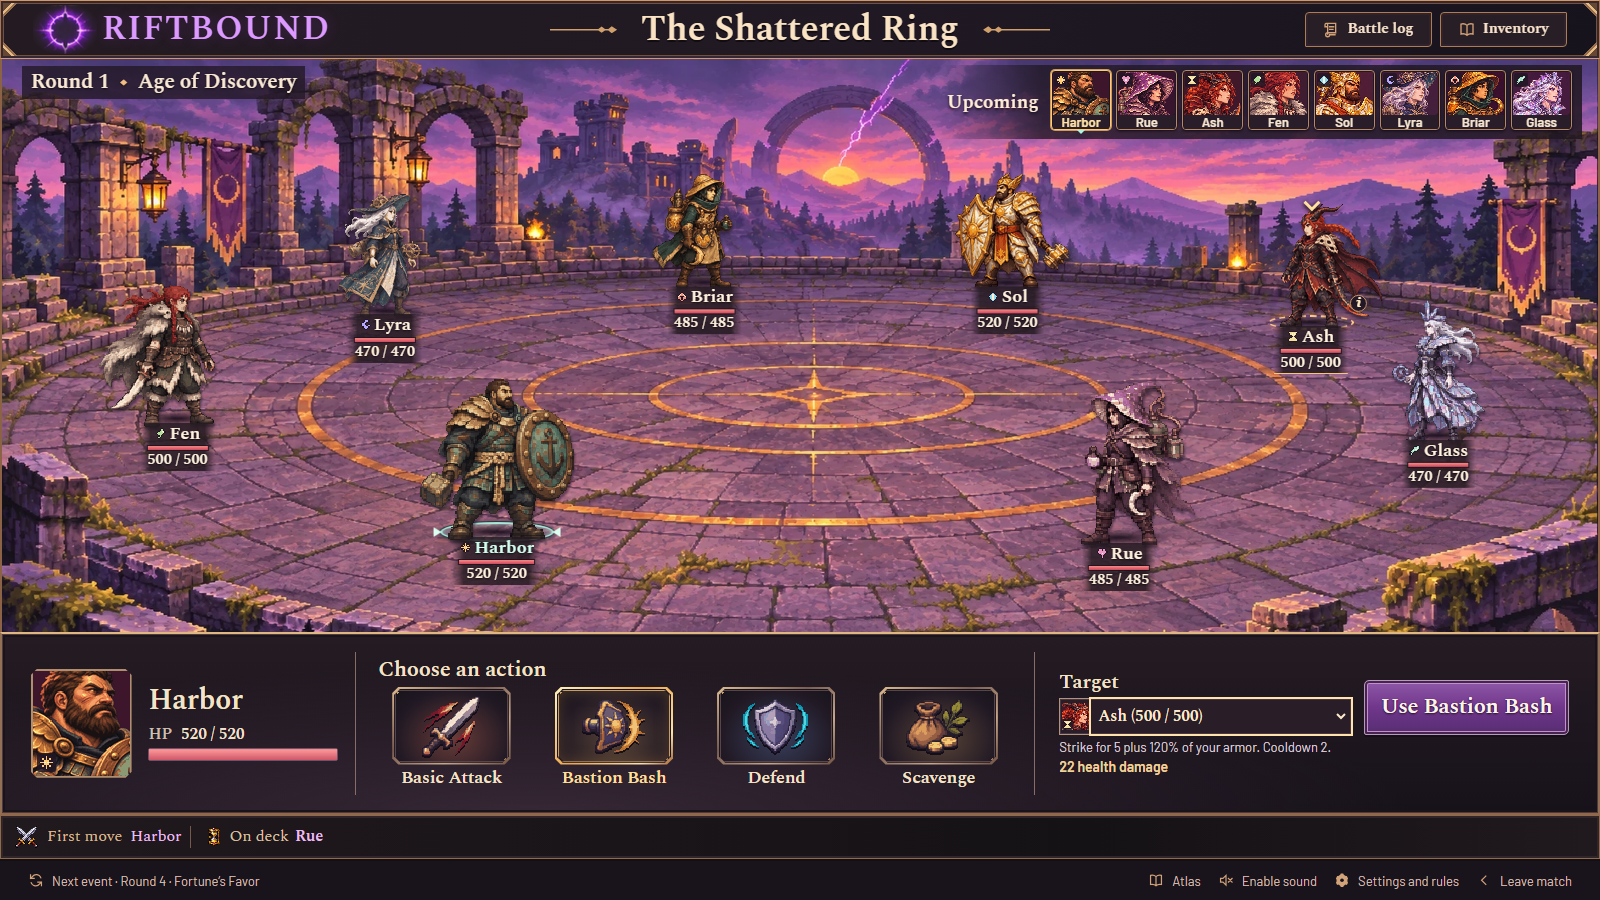 RIFTBOUND
The Shattered Ring
Battle log
Inventory
Round 1 • Age of Discovery
Upcoming
Harbor
Rue
Ash
Fen
Sol
Lyra
Briar
Glass
Lyra
470 / 470
Briar
485 / 485
Sol
520 / 520
i
Ash
500 / 500
Fen
500 / 500
Glass
470 / 470
Harbor
520 / 520
Rue
485 / 485
Harbor
HP 520 / 520
Choose an action
Basic Attack
Bastion Bash
Defend
Scavenge
Target
Ash (500 / 500)
Strike for 5 plus 120% of your armor. Cooldown 2.
22 health damage
Use Bastion Bash
First move Harbor
On deck Rue
Next event · Round 4 · Fortune's Favor
Atlas
Enable sound
Settings and rules
Leave match